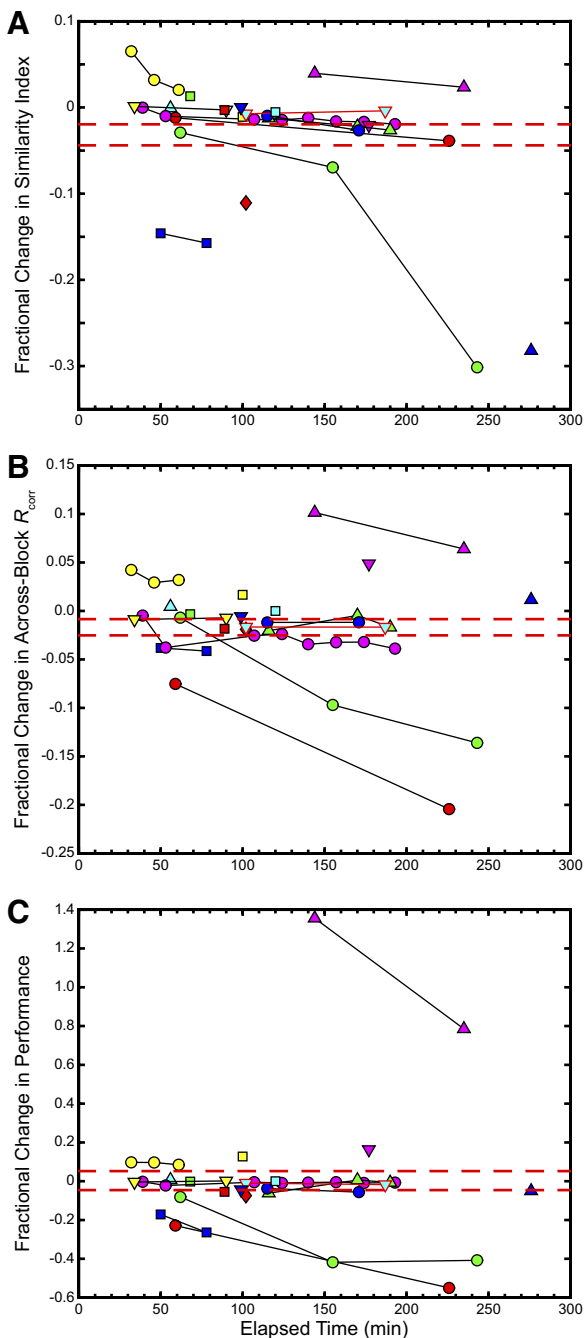 A
Fractional Change in Similarity Index
0.1
0
-0.1
-0.2
-0.3
0 50 100 150 200 250 300
B
Fractional Change in Across-Block Rcorr
0.15
0.10
0.05
0.0
-0.05
-0.1
-0.15
-0.2
-0.25
0 50 100 150 200 250 300
C
Fractional Change in Performance
1.4
1.2
1.0
0.8
0.6
0.4
0.2
0
-0.2
-0.4
-0.6
0 50 100 150 200 250 300
Elapsed Time (min)